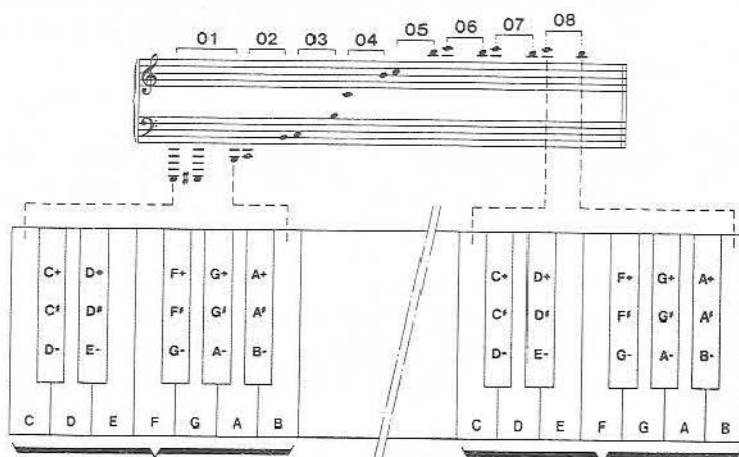 01 02 03 04 05 06 07 08
C+ D+ F+ G+ A+ C+ D+ F+ G+ A+
C♯ D♯ F♯ G♯ A♯ C♯ D♯ F♯ G♯ A♯
D- E- G- A- B- D- E- G- A- B-
C D E F G A B C D E F G A B